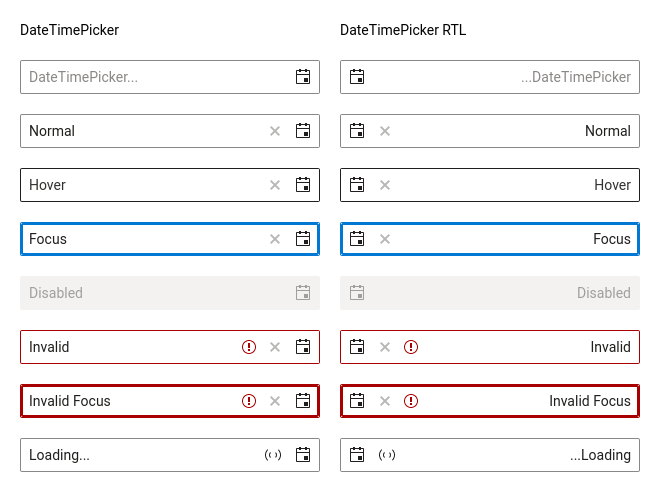 DateTimePicker
DateTimePicker RTL
DateTimePicker...
...DateTimePicker
Normal
Normal
Hover
Hover
Focus
Focus
Disabled
Disabled
Invalid
Invalid
Invalid Focus
Invalid Focus
Loading...
...Loading